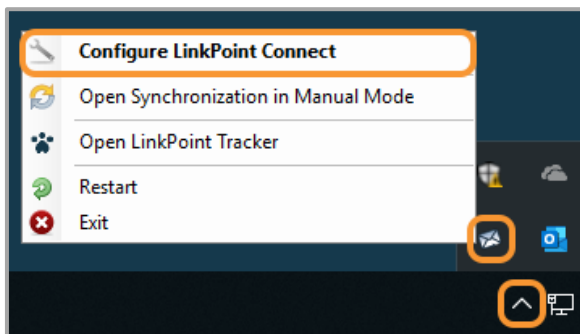 Configure LinkPoint Connect
Open Synchronization in Manual Mode
Open LinkPoint Tracker
Restart
Exit